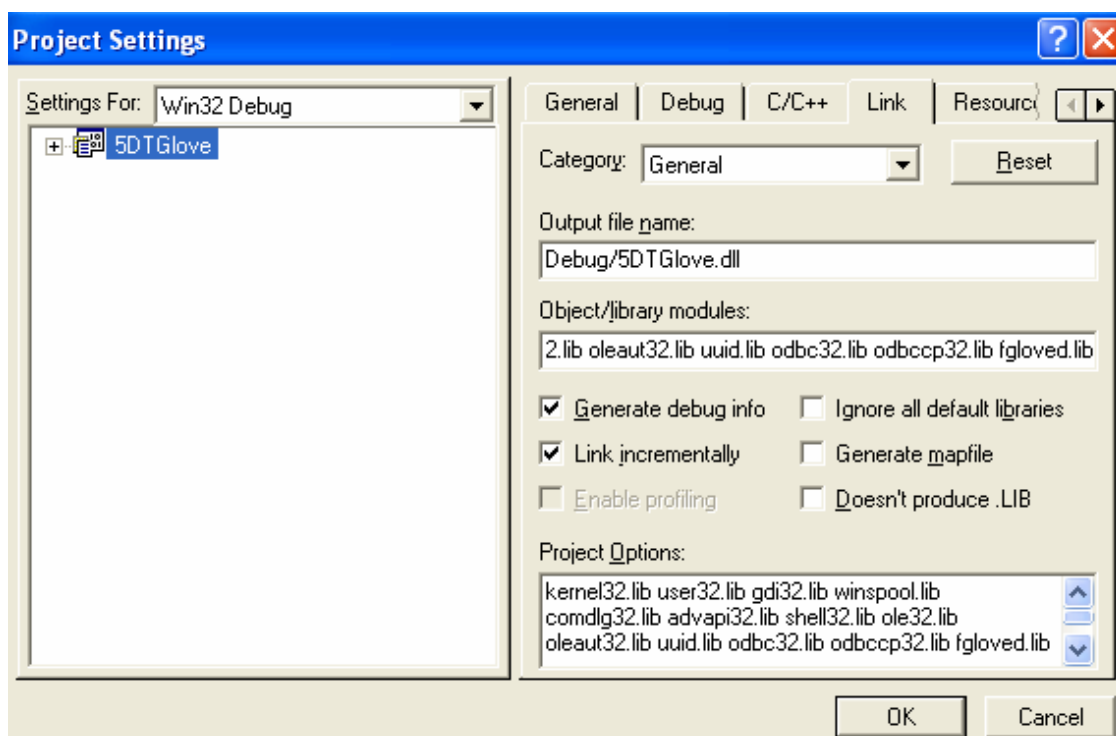 Project Settings
Settings For: Win32 Debug
5DTGlove
General Debug C/C++ Link
Category: General Reset
Output file name:
Debug/5DTGlove.dll
Object/library modules:
2.lib oleaut32.lib uuid.lib odbc32.lib odbccp32.lib fgloved.lib
Generate debug info Ignore all default libraries
Link incrementally Generate mapfile
Enable profiling Doesn't produce .LIB
Project Options:
kernel32.lib user32.lib gdi32.lib winspool.lib
comdlg32.lib advapi32.lib shell32.lib ole32.lib
oleaut32.lib uuid.lib odbc32.lib odbccp32.lib fgloved.lib
OK Cancel